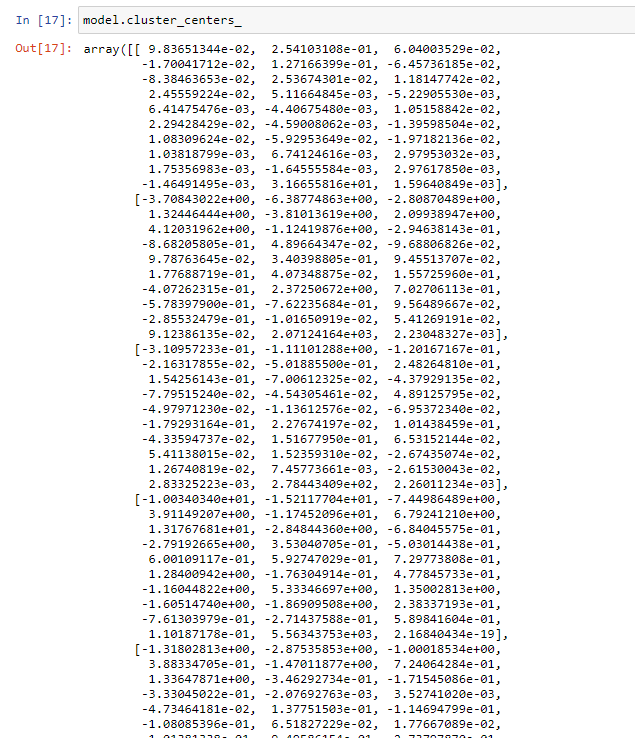 In [17]: model.cluster_centers_
Out[17]: array([[ 9.83651344e-02, 2.54103108e-01, 6.04003529e-02,
-1.70041712e-02, 1.27166399e-01, -6.45736185e-02,
-8.38463653e-02, 2.53674301e-02, 1.18147742e-02,
2.45559224e-02, 5.11664845e-03, -5.22905530e-03,
6.41475476e-03, -4.40675480e-03, 1.05158842e-02,
2.29428429e-02, -4.59008062e-03, -1.39598504e-02,
1.08309624e-02, -5.92953649e-02, -1.97182136e-02,
1.03818799e-03, 6.74124616e-03, 2.97953032e-03,
1.75356983e-03, -1.64555584e-03, 2.97617850e-03,
-1.46491495e-03, 3.16655816e+01, 1.59640849e-03],
[-3.70843022e+00, -6.38774863e+00, -2.80870489e+00,
1.32446444e+00, -3.81013619e+00, 2.09938947e+00,
4.12031962e+00, -1.12419876e+00, -2.94638143e-01,
-8.68205805e-01, 4.89664347e-02, -9.68806826e-02,
9.78763645e-02, 3.40398805e-01, 9.45513707e-02,
1.77688719e-01, 4.07348875e-02, 1.55725960e-01,
-4.07262315e-01, 2.37250672e+00, 7.02706113e-01,
-5.78397900e-01, -7.62235684e-01, 9.56489667e-02,
-2.85532479e-01, -1.01650919e-02, 5.41269191e-02,
9.12386135e-02, 2.07124164e+03, 2.23048327e-03],
[-3.10957233e-01, -1.11101288e+00, -1.20167167e-01,
-2.16317855e-02, -5.01885500e-01, 2.48264810e-01,
1.54256143e-01, -7.00612325e-02, -4.37929135e-02,
-7.79515240e-02, -4.54305461e-02, 4.89125795e-02,
-4.97971230e-02, -1.13612576e-02, -6.95372340e-02,
-1.79293164e-01, 2.27674197e-02, 1.01438459e-01,
-4.33594737e-02, 1.51677950e-01, 6.53152144e-02,
5.41138015e-02, 1.52359310e-02, -2.67435074e-02,
1.26740819e-02, 7.45773661e-03, -2.61530043e-02,
2.83325223e-03, 2.78443409e+02, 2.26011234e-03],
[-1.00340340e+01, -1.52117704e+01, -7.44986489e+00,
3.91149207e+00, -1.17452096e+01, 6.79241210e+00,
1.31767681e+01, -2.84844360e+00, -6.84045575e-01,
-2.79192665e+00, 3.53040705e-01, -5.03014438e-01,
6.00109117e-01, 5.92747029e-01, 7.29773808e-01,
1.28400942e+00, -1.76304914e-01, 4.77845733e-01,
-1.16044822e+00, 5.33346697e+00, 1.35002813e+00,
-1.60514740e+00, -1.86909508e+00, 2.38337193e-01,
-7.61303979e-01, -2.71437588e-01, 5.89841604e-01,
1.10187178e-01, 5.56343753e+03, 2.16840434e-19],
[-1.31802813e+00, -2.87535853e+00, -1.00018534e+00,
3.88334705e-01, -1.47011877e+00, 7.24064284e-01,
1.33647871e+00, -3.46292734e-01, -1.71545086e-01,
-3.33045022e-01, -2.07692763e-03, 3.52741020e-03,
-4.73464181e-02, 1.37751503e-01, -1.14694799e-01,
-1.08085396e-01, 6.51827229e-02, 1.77667089e-02,